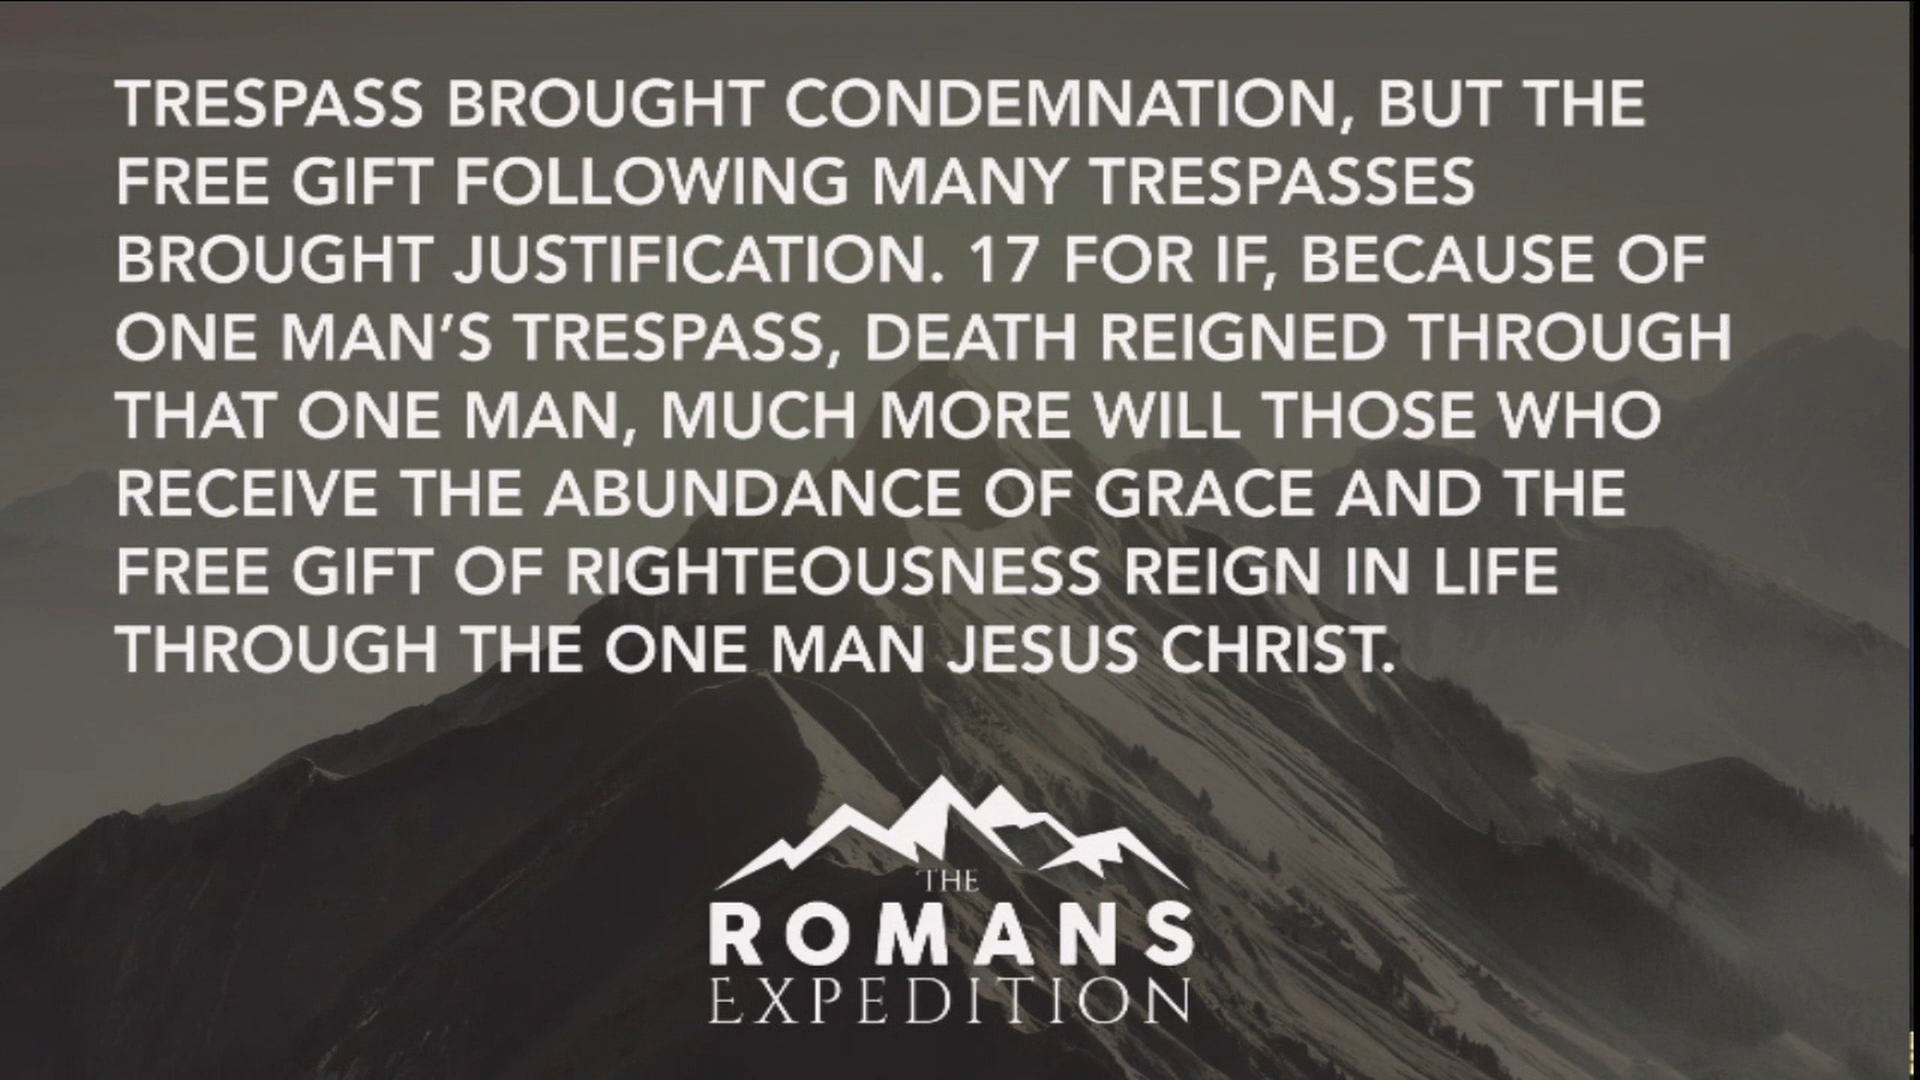 TRESPASS BROUGHT CONDEMNATION, BUT THE
FREE GIFT FOLLOWING MANY TRESPASSES
BROUGHT JUSTIFICATION. 17 FOR IF, BECAUSE OF
ONE MAN’S TRESPASS, DEATH REIGNED THROUGH
THAT ONE MAN, MUCH MORE WILL THOSE WHO
RECEIVE THE ABUNDANCE OF GRACE AND THE
FREE GIFT OF RIGHTEOUSNESS REIGN IN LIFE
THROUGH THE ONE MAN JESUS CHRIST.
THE
ROMANS
EXPEDITION